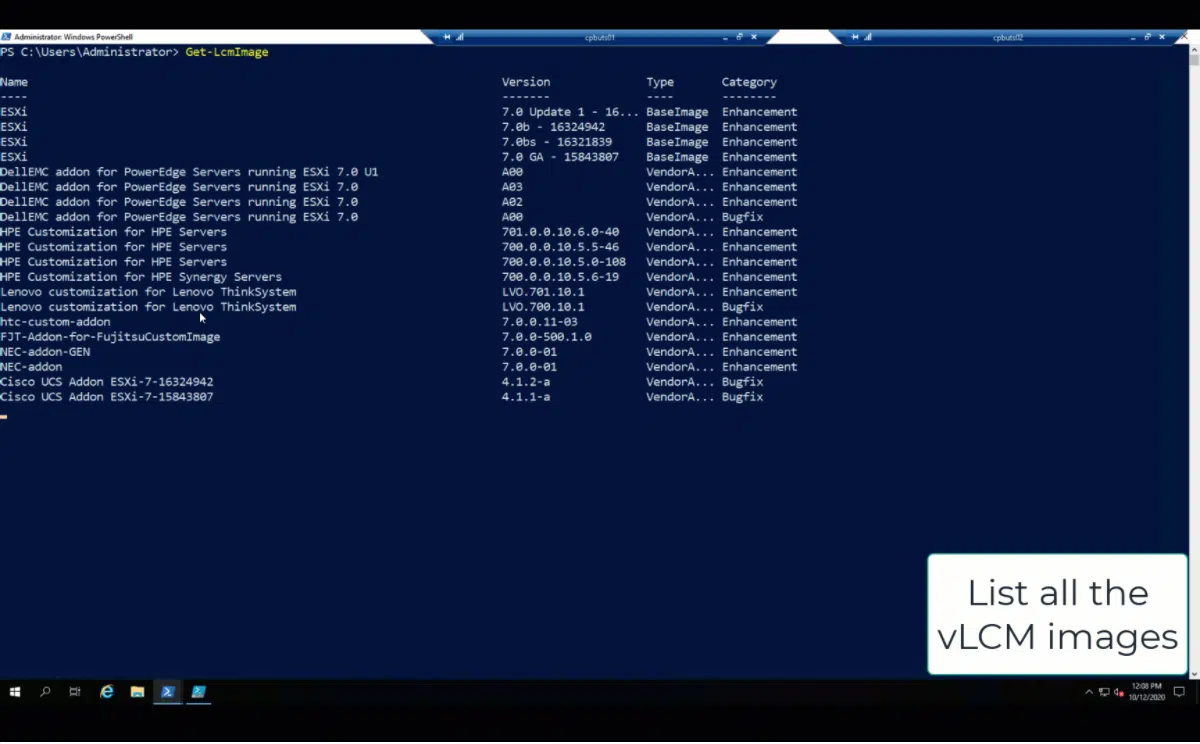 Administrator: Windows PowerShell
cpbuts01
cpbuts02
PS C:\Users\Administrator> Get-LcmImage
Name Version Type Category
---- ------- ---- --------
ESXi 7.0 Update 1 - 16... BaseImage Enhancement
ESXi 7.0b - 16324942 BaseImage Enhancement
ESXi 7.0bs - 16321839 BaseImage Enhancement
ESXi 7.0 GA - 15843807 BaseImage Enhancement
DellEMC addon for PowerEdge Servers running ESXi 7.0 U1 A00 VendorA... Enhancement
DellEMC addon for PowerEdge Servers running ESXi 7.0 A03 VendorA... Enhancement
DellEMC addon for PowerEdge Servers running ESXi 7.0 A02 VendorA... Enhancement
DellEMC addon for PowerEdge Servers running ESXi 7.0 A00 VendorA... Bugfix
HPE Customization for HPE Servers 701.0.0.10.6.0-40 VendorA... Enhancement
HPE Customization for HPE Servers 700.0.0.10.5.5-46 VendorA... Enhancement
HPE Customization for HPE Servers 700.0.0.10.5.0-108 VendorA... Enhancement
HPE Customization for HPE Synergy Servers 700.0.0.10.5.6-19 VendorA... Enhancement
Lenovo customization for Lenovo ThinkSystem LVO.701.10.1 VendorA... Enhancement
Lenovo customization for Lenovo ThinkSystem LVO.700.10.1 VendorA... Bugfix
htc-custom-addon 7.0.0.11-03 VendorA... Enhancement
FJT-Addon-for-FujitsuCustomImage 7.0.0-500.1.0 VendorA... Enhancement
NEC-addon-GEN 7.0.0-01 VendorA... Enhancement
NEC-addon 7.0.0-01 VendorA... Enhancement
Cisco UCS Addon ESXi-7-16324942 4.1.2-a VendorA... Bugfix
Cisco UCS Addon ESXi-7-15843807 4.1.1-a VendorA... Bugfix
List all the
vLCM images
12:08 PM
10/12/2020